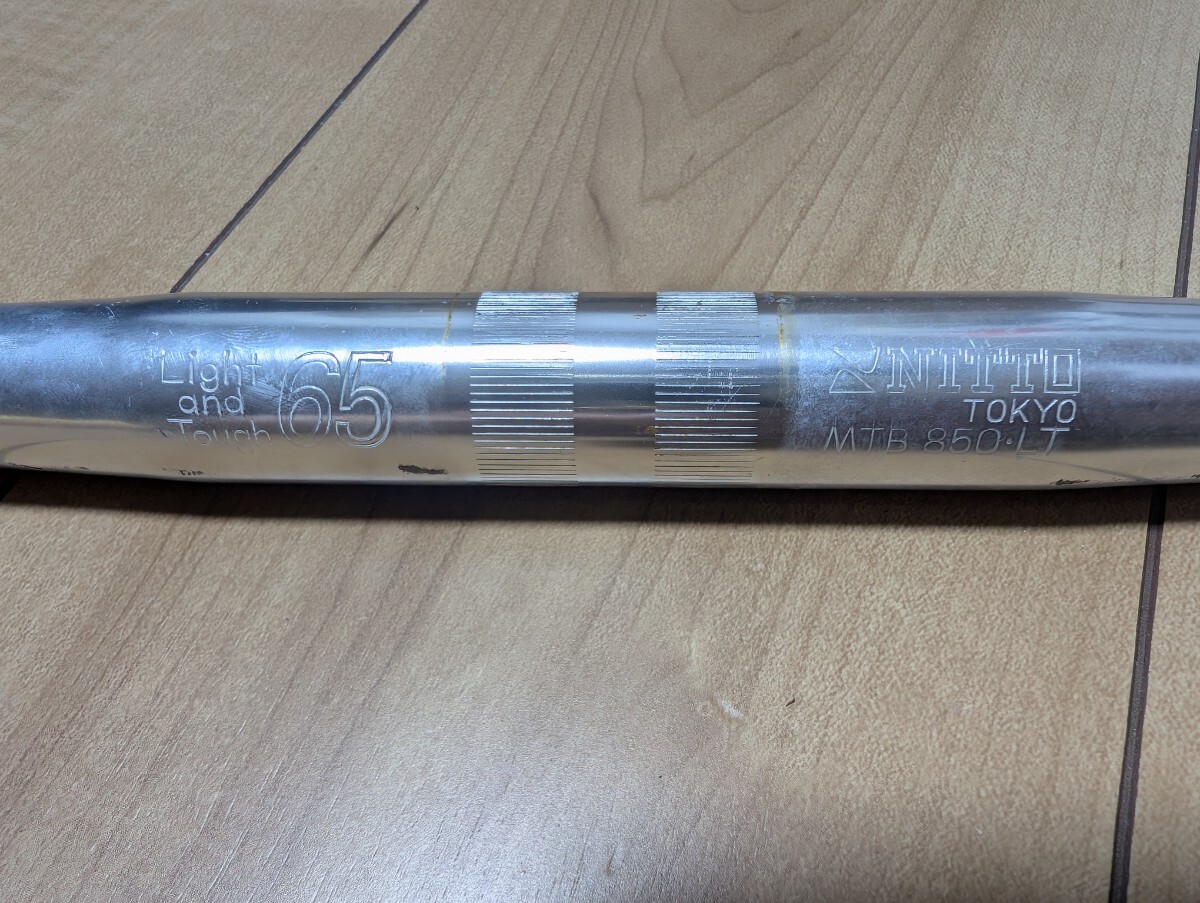 Light
and
Tough
65
NITTO
TOKYO
MTB 850·LT